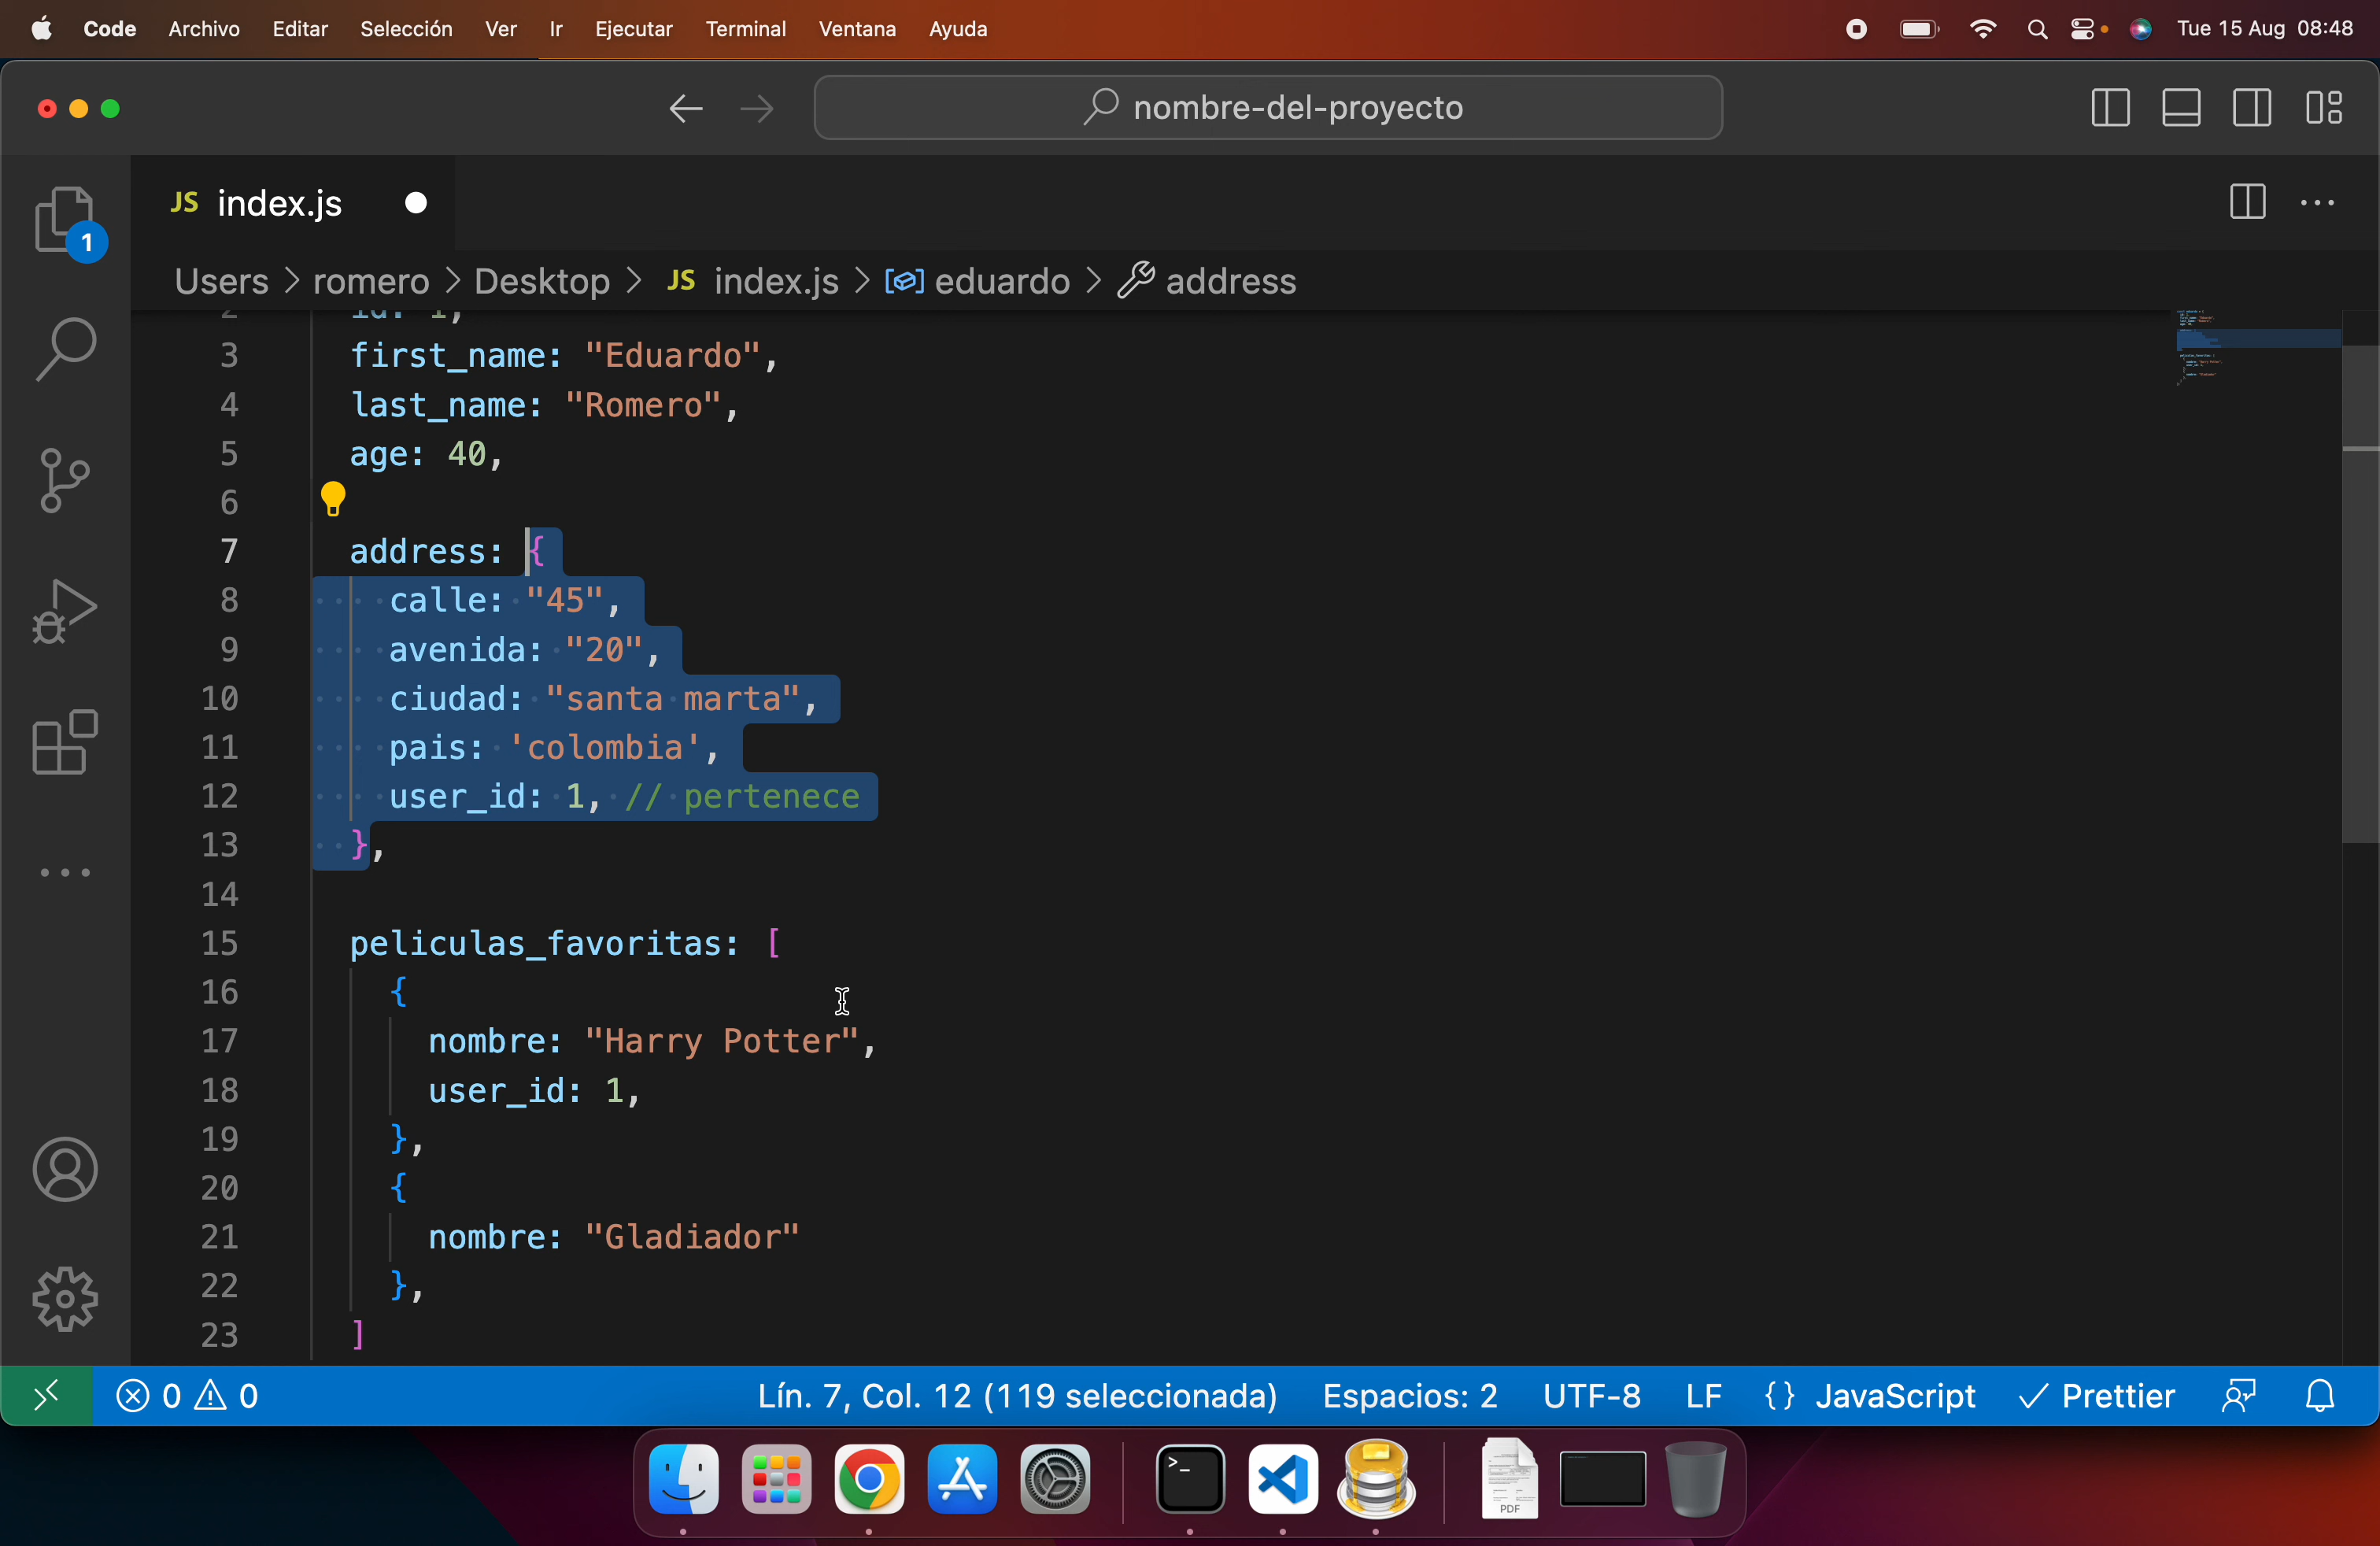 Code Archivo Editar Selección Ver Ir Ejecutar Terminal Ventana Ayuda Tue 15 Aug 08:48
nombre-del-proyecto
JS index.js
1
Users > romero > Desktop > JS index.js > eduardo > address
2 id: 1,
3 first_name: "Eduardo",
4 last_name: "Romero",
5 age: 40,
6
7 address: {
8 calle: "45",
9 avenida: "20",
10 ciudad: "santa marta",
11 pais: 'colombia',
12 user_id: 1, // pertenece
13 },
14
15 peliculas_favoritas: [
16 {
17 nombre: "Harry Potter",
18 user_id: 1,
19 },
20 {
21 nombre: "Gladiador"
22 },
23 ]
0 0 Lín. 7, Col. 12 (119 seleccionada) Espacios: 2 UTF-8 LF {} JavaScript Prettier
PDF